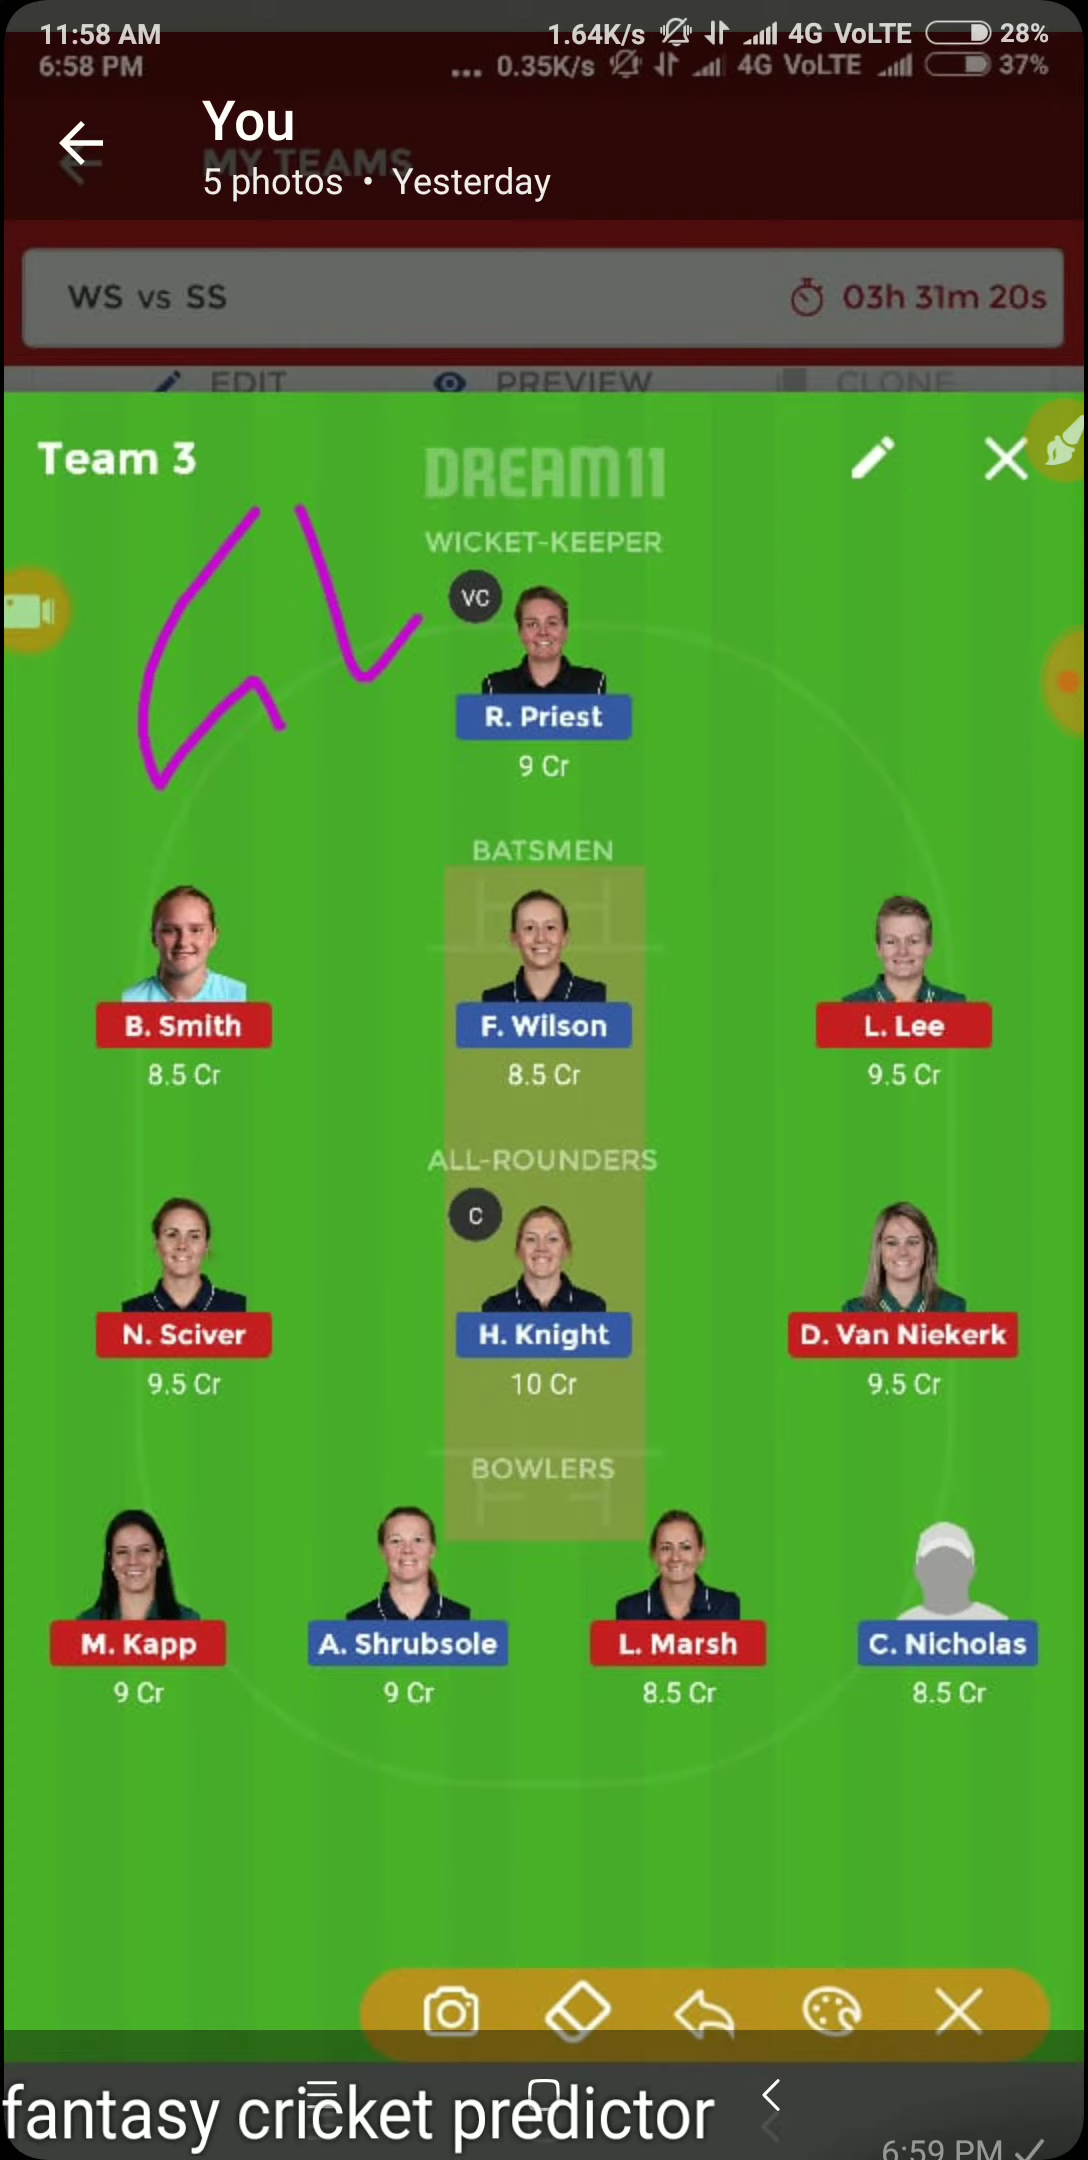 11:58 AM 1.64K/s 4G VoLTE 28%
6:58 PM ... 0.35K/s 4G VoLTE 37%
You
MY TEAMS
5 photos • Yesterday
WS vs SS 03h 31m 20s
EDIT PREVIEW CLONE
Team 3 DREAM11
WICKET-KEEPER
VC
R. Priest
9 Cr
BATSMEN
B. Smith F. Wilson L. Lee
8.5 Cr 8.5 Cr 9.5 Cr
ALL-ROUNDERS
C
N. Sciver H. Knight D. Van Niekerk
9.5 Cr 10 Cr 9.5 Cr
BOWLERS
M. Kapp A. Shrubsole L. Marsh C. Nicholas
9 Cr 9 Cr 8.5 Cr 8.5 Cr
fantasy cricket predictor
6:59 PM